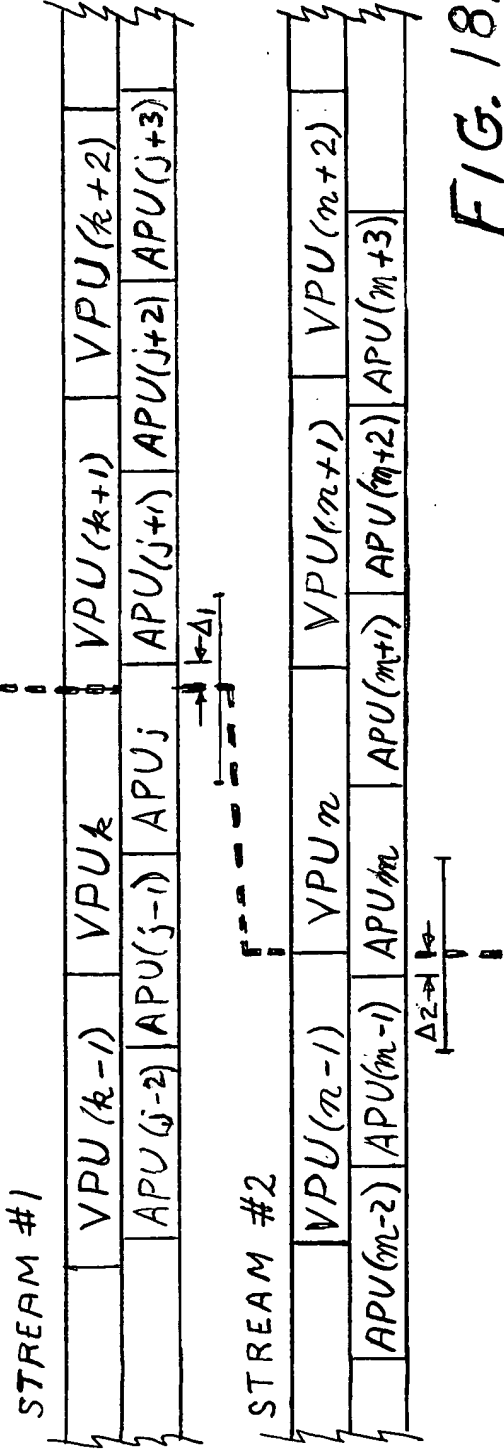 STREAM #1
VPU(k-1) VPUk VPU(k+1) VPU(k+2)
APU(j-2) APU(j-1) APUj APU(j+1) APU(j+2) APU(j+3)
Δ1
STREAM #2
VPU(n-1) VPUn VPU(n+1) VPU(n+2)
APU(m-2) APU(m-1) APUm APU(m+1) APU(m+2) APU(m+3)
Δ2
FIG. 18.